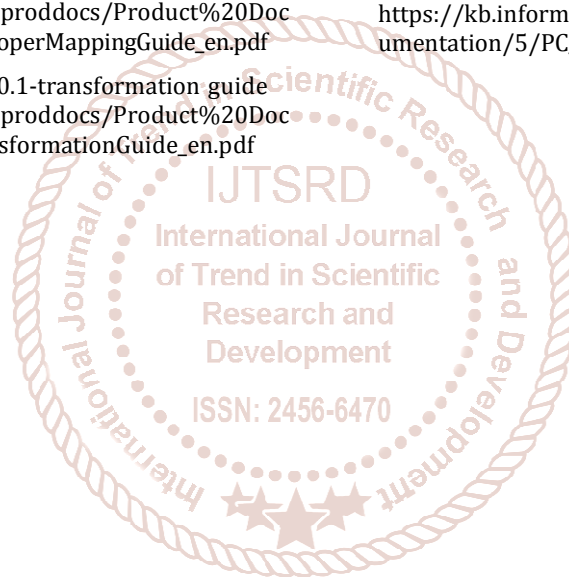 proddocs/Product%20Doc
operMappingGuide_en.pdf
0.1-transformation guide
proddocs/Product%20Doc
sformationGuide_en.pdf
https://kb.inform
umentation/5/PC
International Journal of Trend in Scientific Research and Development
IJTSRD
International Journal
of Trend in Scientific
Research and
Development
ISSN: 2456-6470